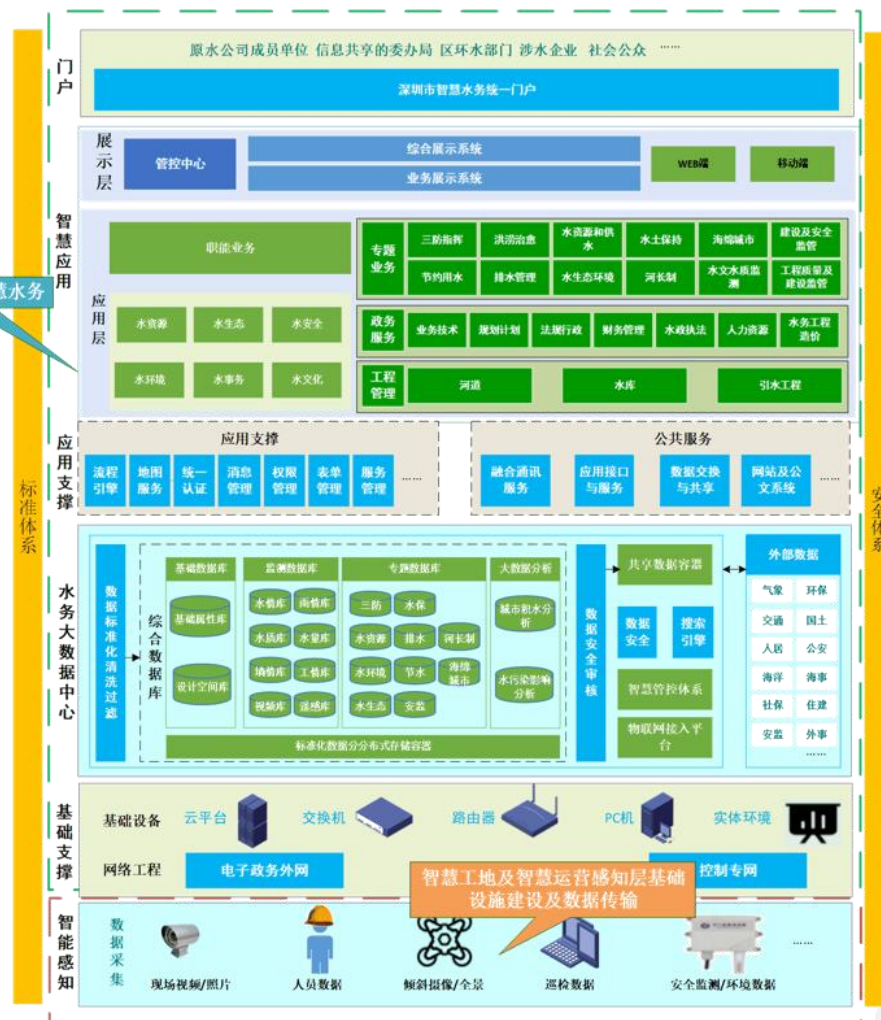 门户
原水公司成员单位 信息共享的委办局 区环水部门 涉水企业 社会公众 ……
深圳市智慧水务统一门户
智慧应用
展示层
管控中心
综合展示系统
业务展示系统
WEB端
移动端
应用层
职能业务
水资源
水生态
水安全
水环境
水事务
水文化
专题
业务
三防指挥
洪涝治患
水资源和供
水
水土保持
海绵城市
建设及安全
监管
节约用水
排水管理
水生态环境
河长制
水文水质监
测
工程质量及
建设监管
政务
服务
业务技术
规划计划
法规行政
财务管理
水政执法
人力资源
水务工程
造价
工程
管理
河道
水库
引水工程
慧水务
标准体系
安全体系
应用支撑
应用支撑
流程
引擎
地图
服务
统一
认证
消息
管理
权限
管理
表单
管理
服务
管理
……
公共服务
融合通讯
服务
应用接口
与服务
数据交换
与共享
网站及公
文系统
……
水务大数据中心
数据标准化清洗过滤
综合数据库
基础数据库
基础属性库
设计空间库
监测数据库
水情库
雨情库
水质库
水量库
墒情库
工情库
视频库
遥感库
专题数据库
三防
水保
水资源
排水
河长制
水环境
节水
海绵
城市
水生态
安监
大数据分析
城市积水分
析
水污染影响
分析
标准化数据分分布式存储容器
数据安全审核
共享数据容器
数据
安全
搜索
引擎
智慧管控体系
物联网接入平
台
外部数据
气象
环保
交通
国土
人居
公安
海洋
海事
社保
住建
安监
外事
……
基础支撑
基础设备
云平台
交换机
路由器
PC机
实体环境
网络工程
电子政务外网
控制专网
智慧工地及智慧运营感知层基础
设施建设及数据传输
智能感知
数据采集
现场视频/照片
人员数据
倾斜摄像/全景
巡检数据
安全监测/环境数据
……